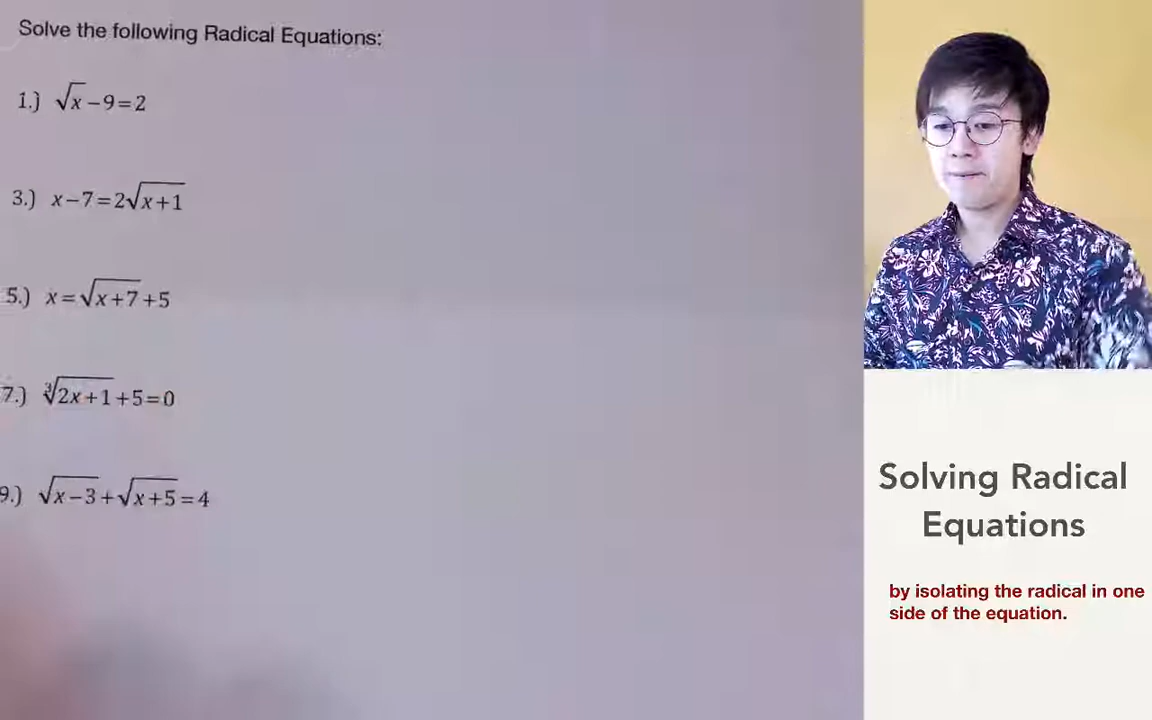 Solve the following Radical Equations:
1.) √x − 9 = 2
3.) x − 7 = 2√(x+1)
5.) x = √(x+7) + 5
7.) ∛(2x+1) + 5 = 0
9.) √(x−3) + √(x+5) = 4
Solving Radical
Equations
by isolating the radical in one
side of the equation.